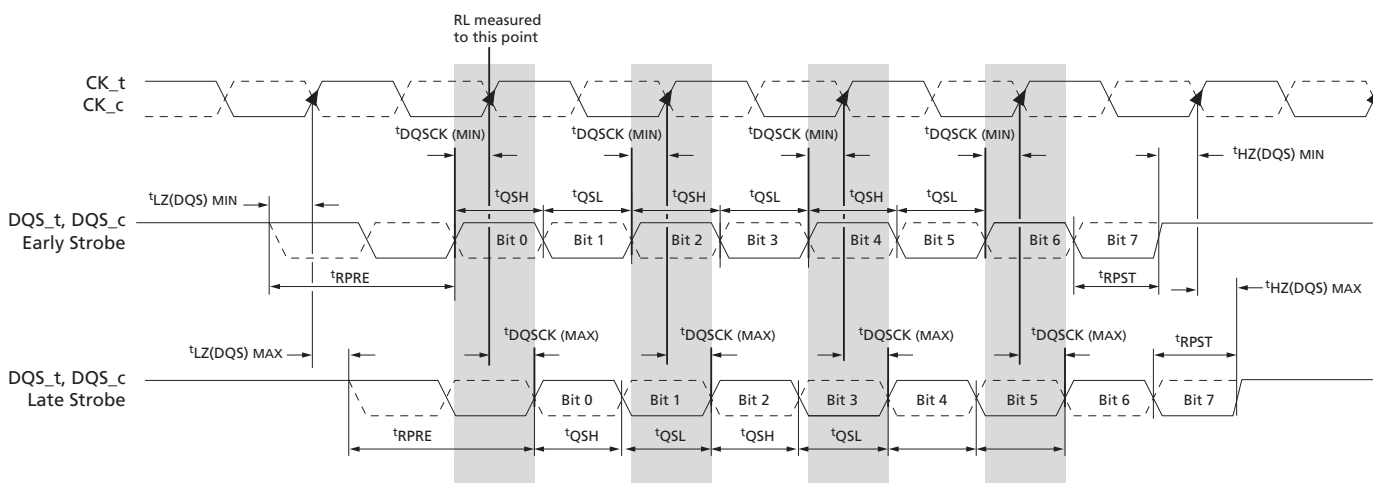 RL measured
to this point
CK_t
CK_c
tDQSCK (MIN) tDQSCK (MIN) tDQSCK (MIN) tDQSCK (MIN)
tHZ(DQS) MIN
tLZ(DQS) MIN
tQSH tQSL tQSH tQSL tQSH tQSL
DQS_t, DQS_c
Early Strobe
Bit 0 Bit 1 Bit 2 Bit 3 Bit 4 Bit 5 Bit 6 Bit 7
tRPRE
tRPST
tHZ(DQS) MAX
tDQSCK (MAX) tDQSCK (MAX) tDQSCK (MAX) tDQSCK (MAX)
tRPST
tLZ(DQS) MAX
DQS_t, DQS_c
Late Strobe
Bit 0 Bit 1 Bit 2 Bit 3 Bit 4 Bit 5 Bit 6 Bit 7
tRPRE
tQSH tQSL tQSH tQSL